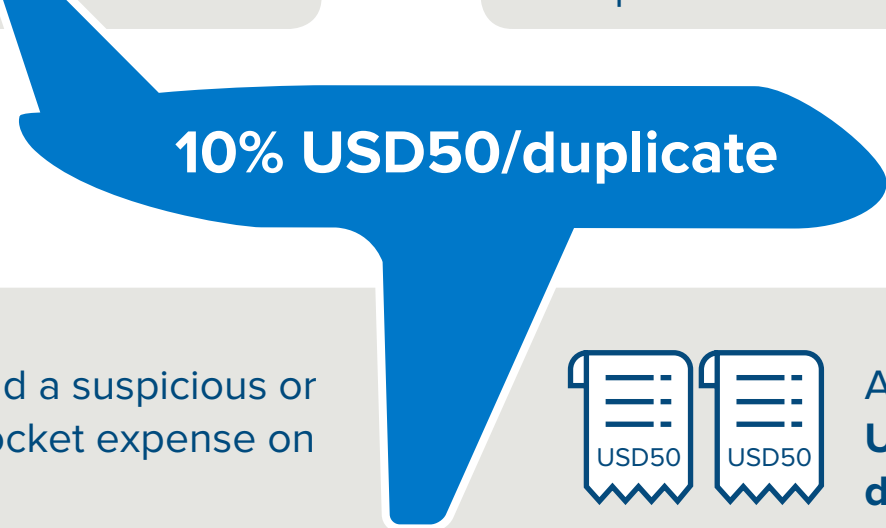 10% USD50/duplicate
d a suspicious or
ocket expense on
USD50 USD50
A
U
d